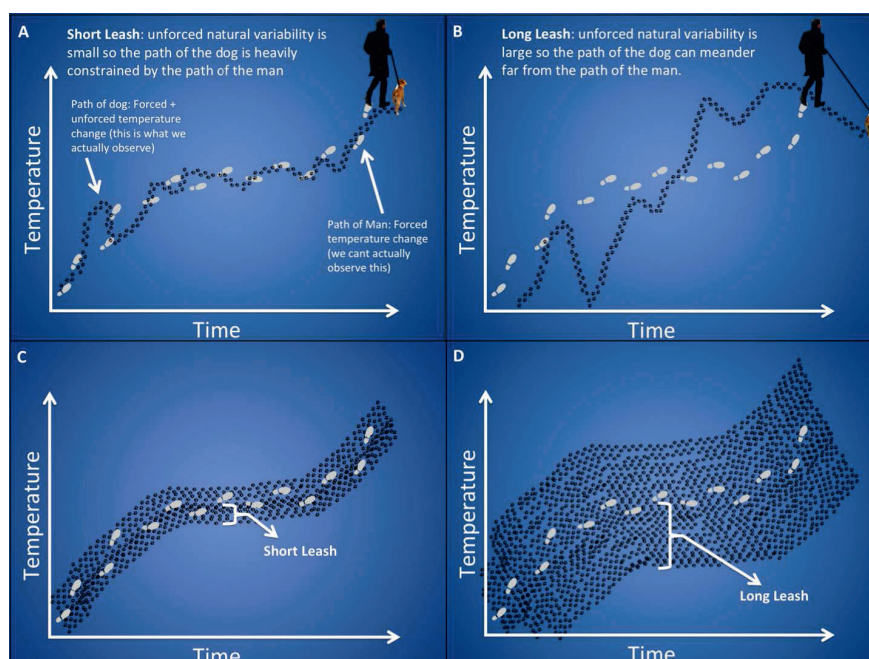 A
Short Leash: unforced natural variability is
small so the path of the dog is heavily
constrained by the path of the man
Path of dog: Forced +
unforced temperature
change (this is what we
actually observe)
Path of Man: Forced
temperature change
(we cant actually
observe this)
Temperature
Time
B
Long Leash: unforced natural variability is
large so the path of the dog can meander
far from the path of the man.
Temperature
Time
C
Short Leash
Temperature
Time
D
Long Leash
Temperature
Time